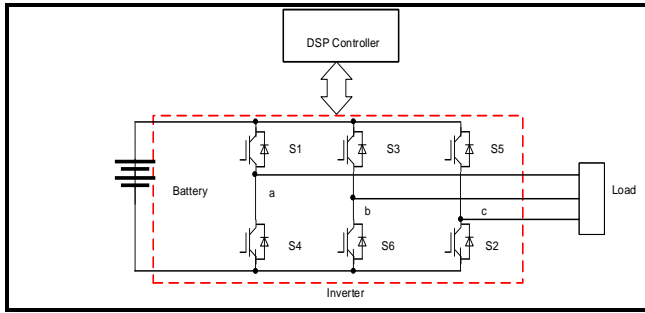 DSP Controller
S1
S3
S5
Battery
a
b
c
Load
S4
S6
S2
Inverter